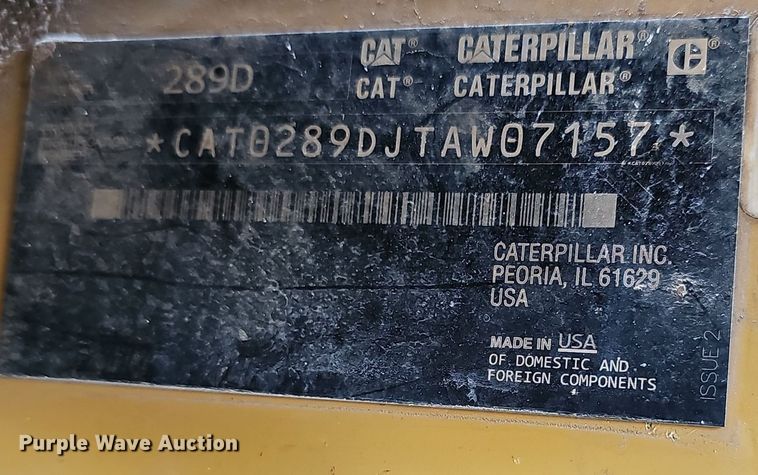 289D CAT CATERPILLAR®
CAT® CATERPILLAR®
*CAT0289DJTAW07157*
CATERPILLAR INC.
PEORIA, IL 61629
USA
MADE IN USA
OF DOMESTIC AND
FOREIGN COMPONENTS
ISSUE 2
Purple Wave Auction